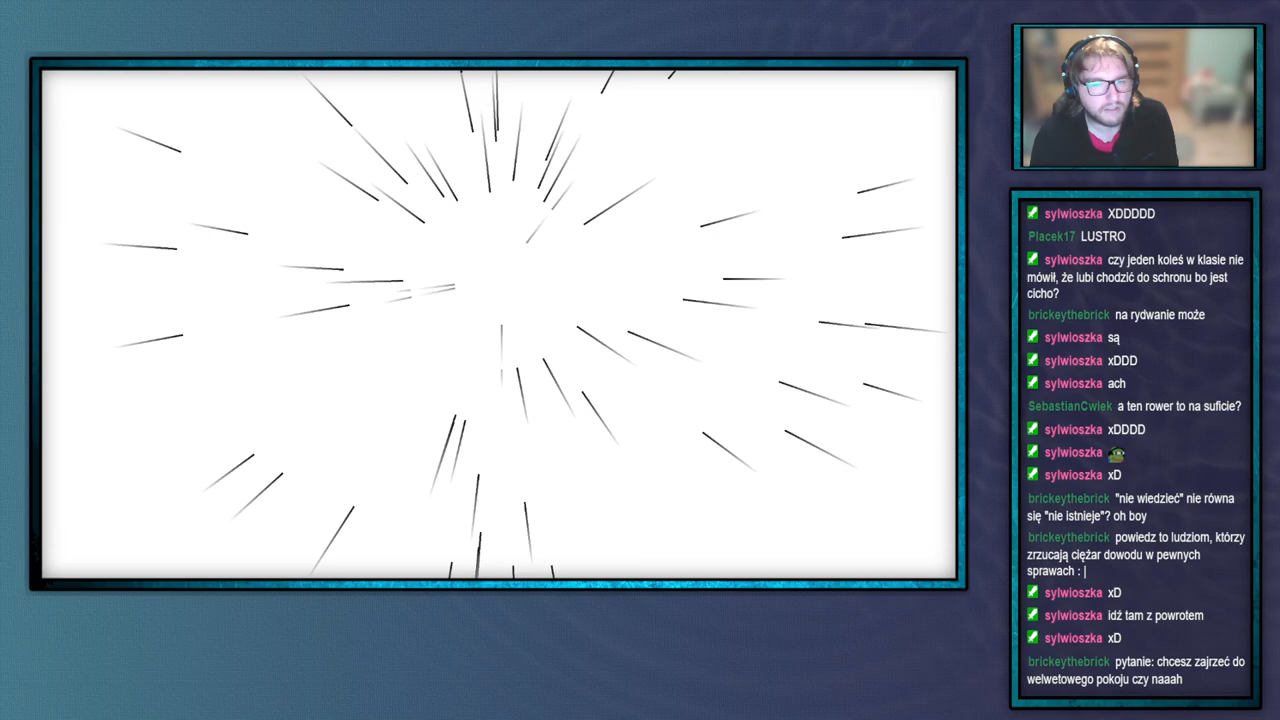 sylwioszka XDDDDD
Placek17 LUSTRO
sylwioszka czy jeden koleś w klasie nie
mówił, że lubi chodzić do schronu bo jest
cicho?
brickeythebrick na rydwanie może
sylwioszka są
sylwioszka xDDD
sylwioszka ach
SebastianCwiek a ten rower to na suficie?
sylwioszka xDDDD
sylwioszka
sylwioszka xD
brickeythebrick "nie wiedzieć" nie równa
się "nie istnieje"? oh boy
brickeythebrick powiedz to ludziom, którzy
zrzucają ciężar dowodu w pewnych
sprawach : |
sylwioszka xD
sylwioszka idź tam z powrotem
sylwioszka xD
brickeythebrick pytanie: chcesz zajrzeć do
welwetowego pokoju czy naaah